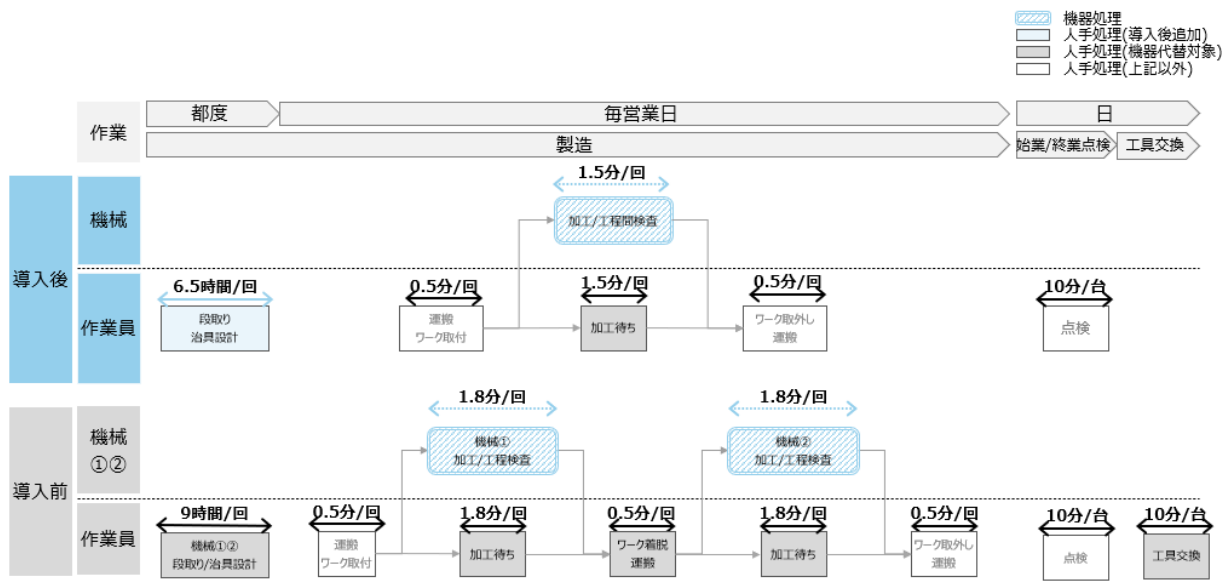 機器処理
人手処理(導入後追加)
人手処理(機器代替対象)
人手処理(上記以外)
作業
都度
毎営業日
日
製造
始業/終業点検
工具交換
導入後
機械
1.5分/回
加工/工程間検査
作業員
6.5時間/回
段取り
治具設計
0.5分/回
運搬
ワーク取付
1.5分/回
加工待ち
0.5分/回
ワーク取外し
運搬
10分/台
点検
導入前
機械
①②
1.8分/回
機械①
加工/工程検査
1.8分/回
機械②
加工/工程検査
作業員
9時間/回
機械①②
段取り/治具設計
0.5分/回
運搬
ワーク取付
1.8分/回
加工待ち
0.5分/回
ワーク着脱
運搬
1.8分/回
加工待ち
0.5分/回
ワーク取外し
運搬
10分/台
点検
10分/台
工具交換